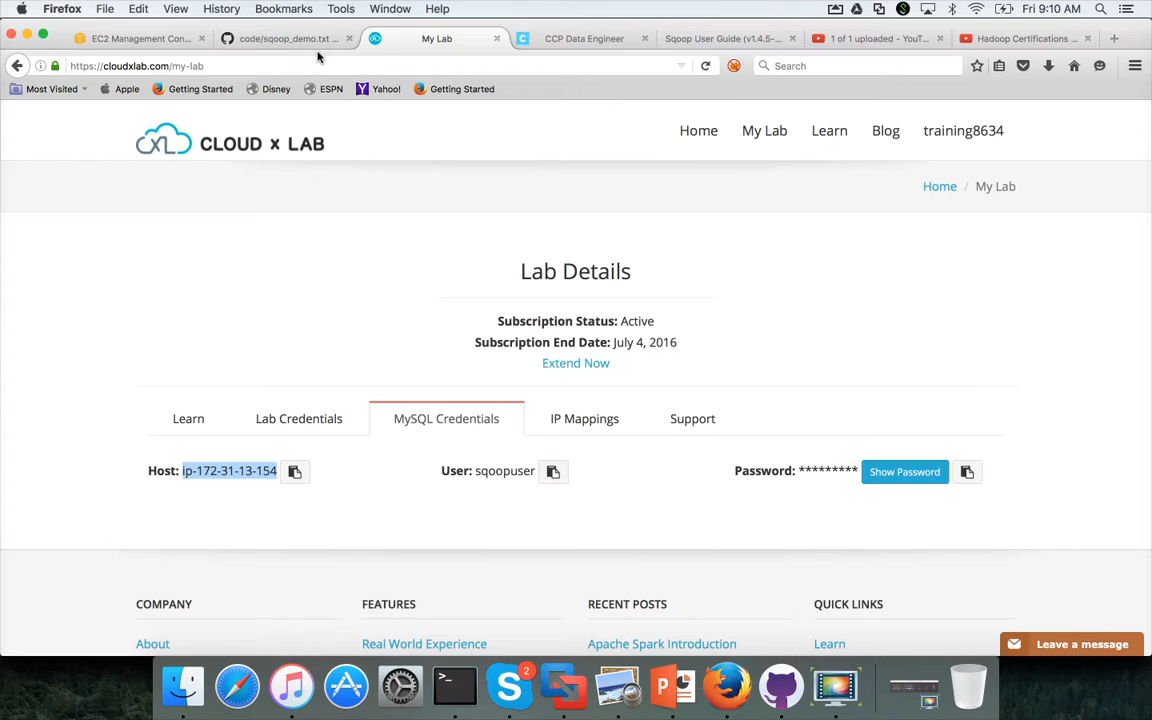 Firefox File Edit View History Bookmarks Tools Window Help Fri 9:10 AM
EC2 Management Con... code/sqoop_demo.txt ... My Lab CCP Data Engineer Sqoop User Guide (v1.4.5-... 1 of 1 uploaded - YouT... Hadoop Certifications ...
https://cloudxlab.com/my-lab Search
Most Visited Apple Getting Started Disney ESPN Yahoo! Getting Started
CLOUD x LAB Home My Lab Learn Blog training8634
Home / My Lab
Lab Details
Subscription Status: Active
Subscription End Date: July 4, 2016
Extend Now
Learn Lab Credentials MySQL Credentials IP Mappings Support
Host: ip-172-31-13-154 User: sqoopuser Password: ********* Show Password
COMPANY FEATURES RECENT POSTS QUICK LINKS
About Real World Experience Apache Spark Introduction Learn
Leave a message
2